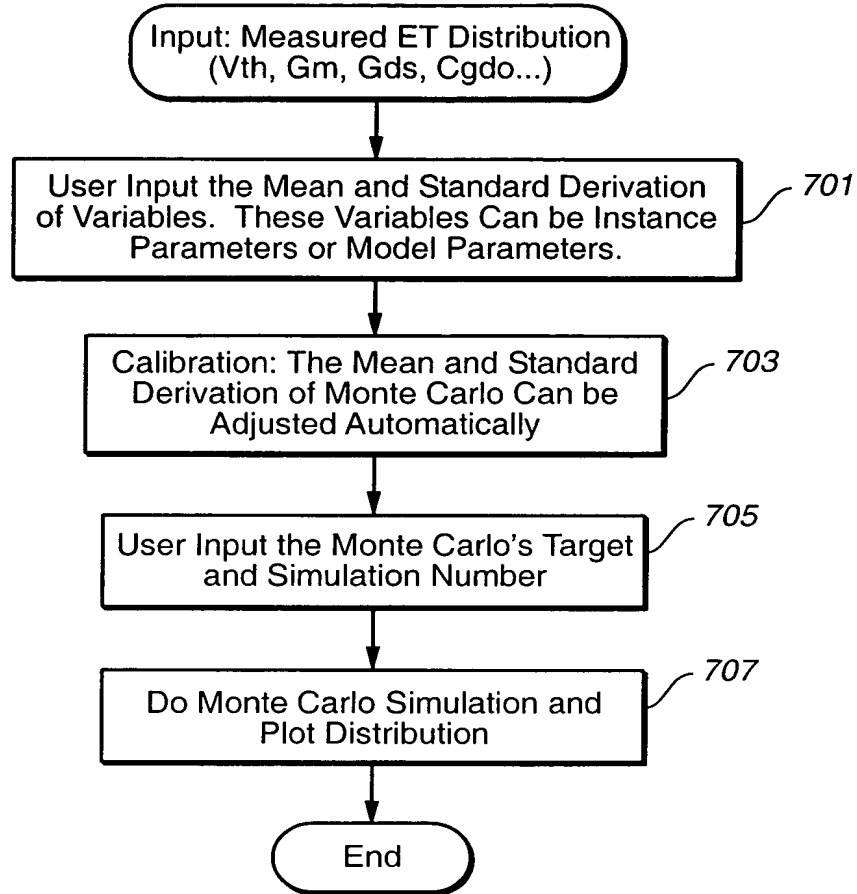 Input: Measured ET Distribution
(Vth, Gm, Gds, Cgdo...)
User Input the Mean and Standard Derivation
of Variables. These Variables Can be Instance
Parameters or Model Parameters.
701
Calibration: The Mean and Standard
Derivation of Monte Carlo Can be
Adjusted Automatically
703
User Input the Monte Carlo's Target
and Simulation Number
705
Do Monte Carlo Simulation and
Plot Distribution
707
End